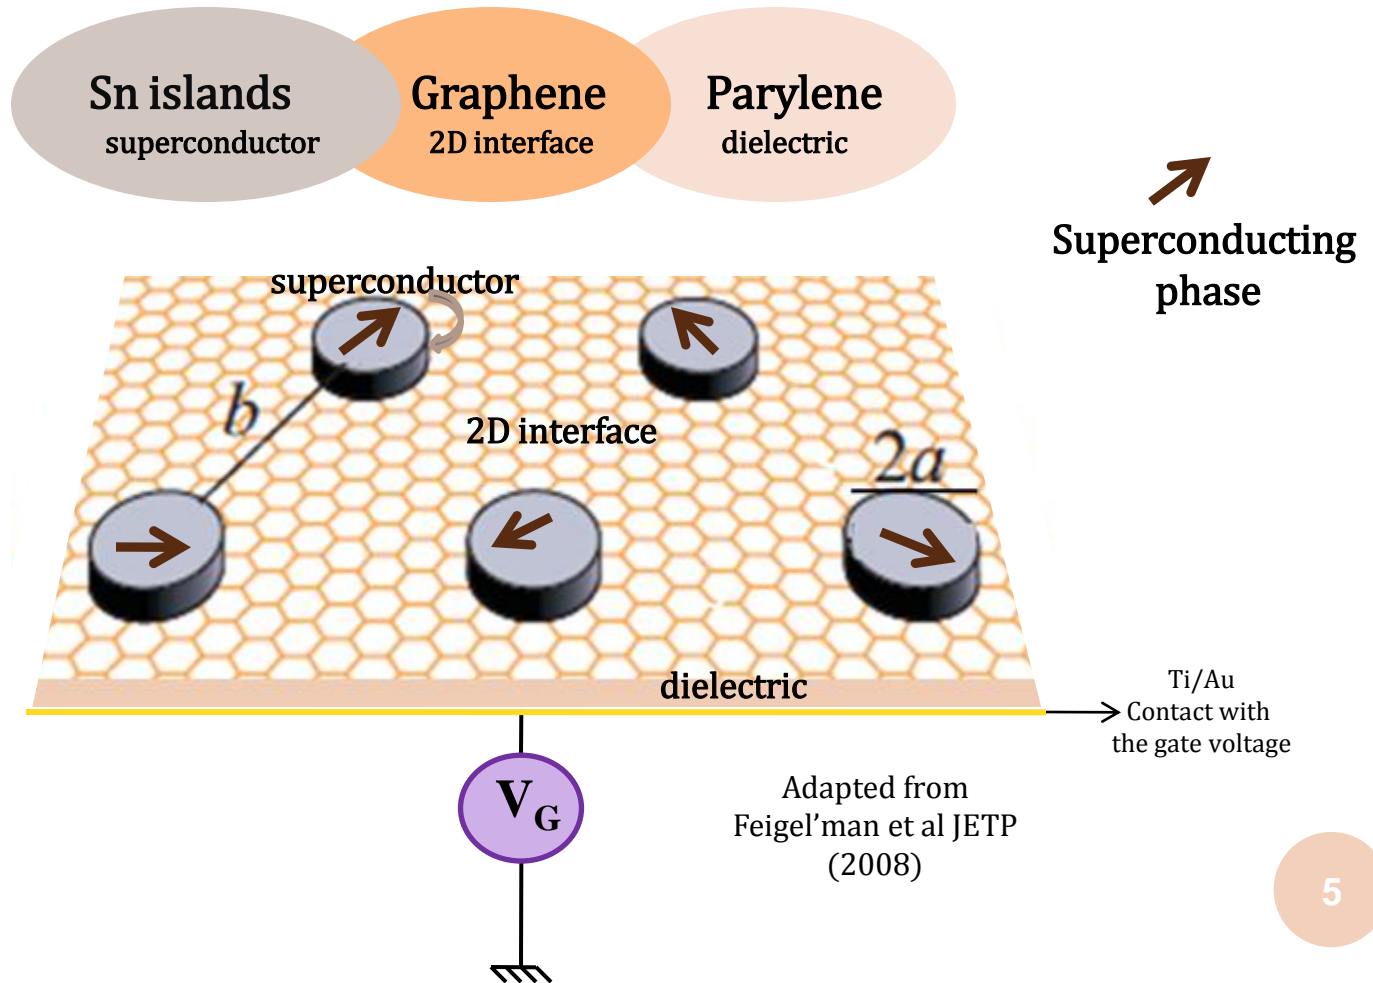 Sn islands
superconductor
Graphene
2D interface
Parylene
dielectric
Superconducting
phase
superconductor
b
2D interface
2a
dielectric
Ti/Au
Contact with
the gate voltage
VG
Adapted from
Feigel’man et al JETP
(2008)
5